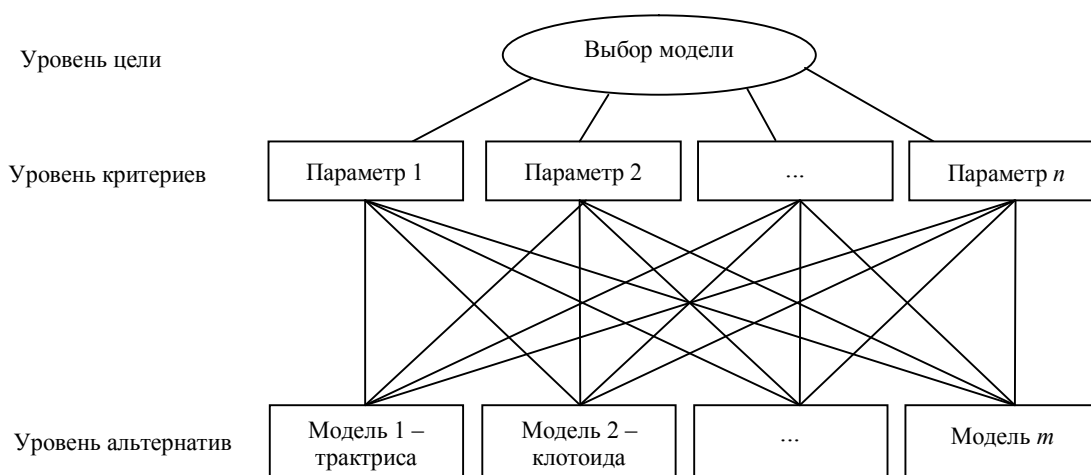 Уровень цели
Выбор модели
Уровень критериев
Параметр 1
Параметр 2
...
Параметр n
Уровень альтернатив
Модель 1 –
трактриса
Модель 2 –
клотоида
...
Модель m